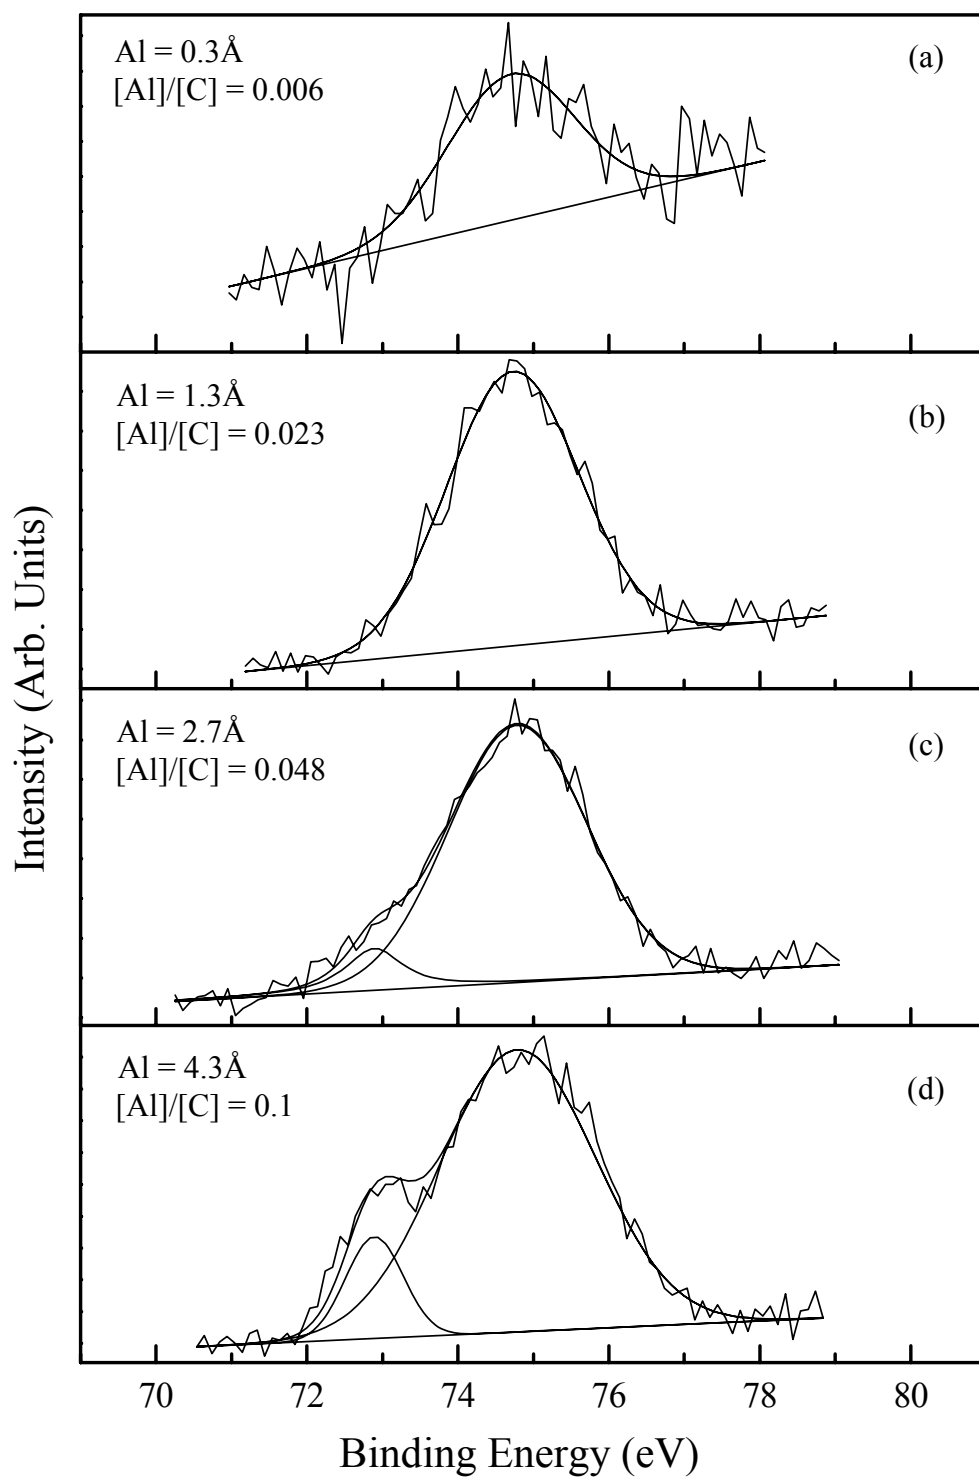 Al = 0.3Å
[Al]/[C] = 0.006
(a)
Al = 1.3Å
[Al]/[C] = 0.023
(b)
Al = 2.7Å
[Al]/[C] = 0.048
(c)
Al = 4.3Å
[Al]/[C] = 0.1
(d)
Intensity (Arb. Units)
70 72 74 76 78 80
Binding Energy (eV)